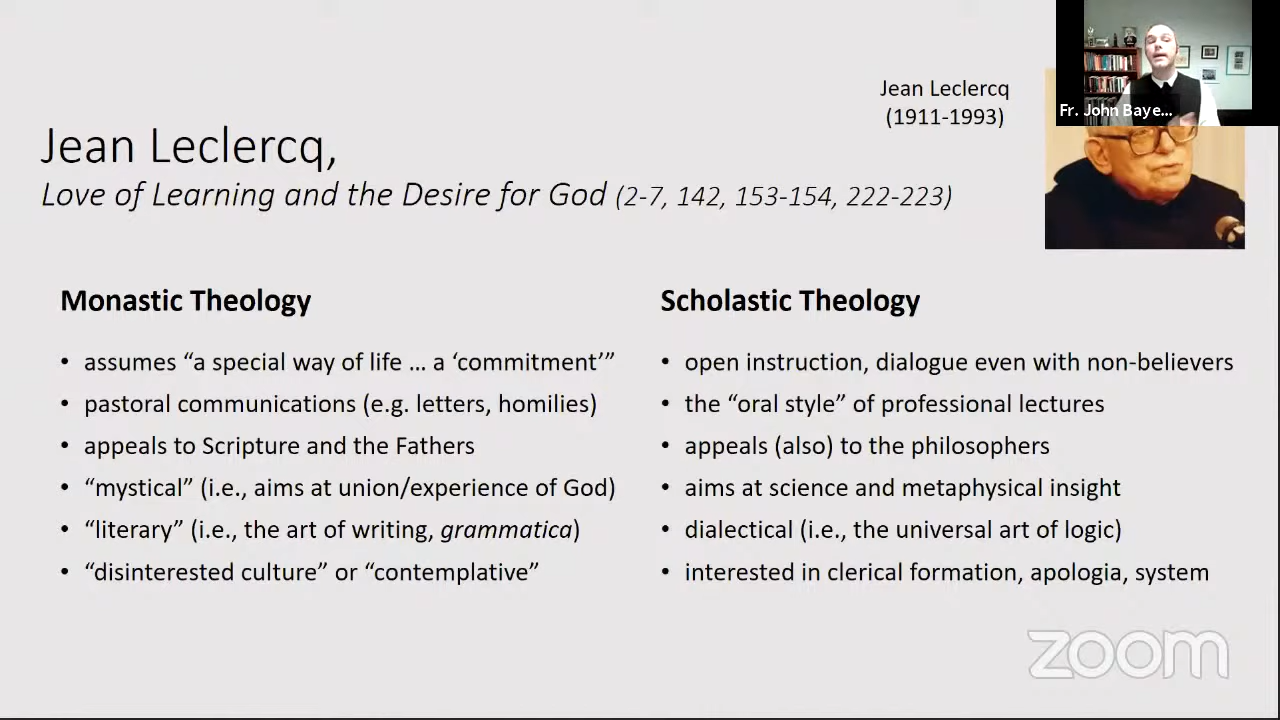 Jean Leclercq
(1911-1993)
Fr. John Baye...
Jean Leclercq,
Love of Learning and the Desire for God (2-7, 142, 153-154, 222-223)
Monastic Theology
• assumes “a special way of life … a ‘commitment’”
• pastoral communications (e.g. letters, homilies)
• appeals to Scripture and the Fathers
• “mystical” (i.e., aims at union/experience of God)
• “literary” (i.e., the art of writing, grammatica)
• “disinterested culture” or “contemplative”
Scholastic Theology
• open instruction, dialogue even with non-believers
• the “oral style” of professional lectures
• appeals (also) to the philosophers
• aims at science and metaphysical insight
• dialectical (i.e., the universal art of logic)
• interested in clerical formation, apologia, system
zoom